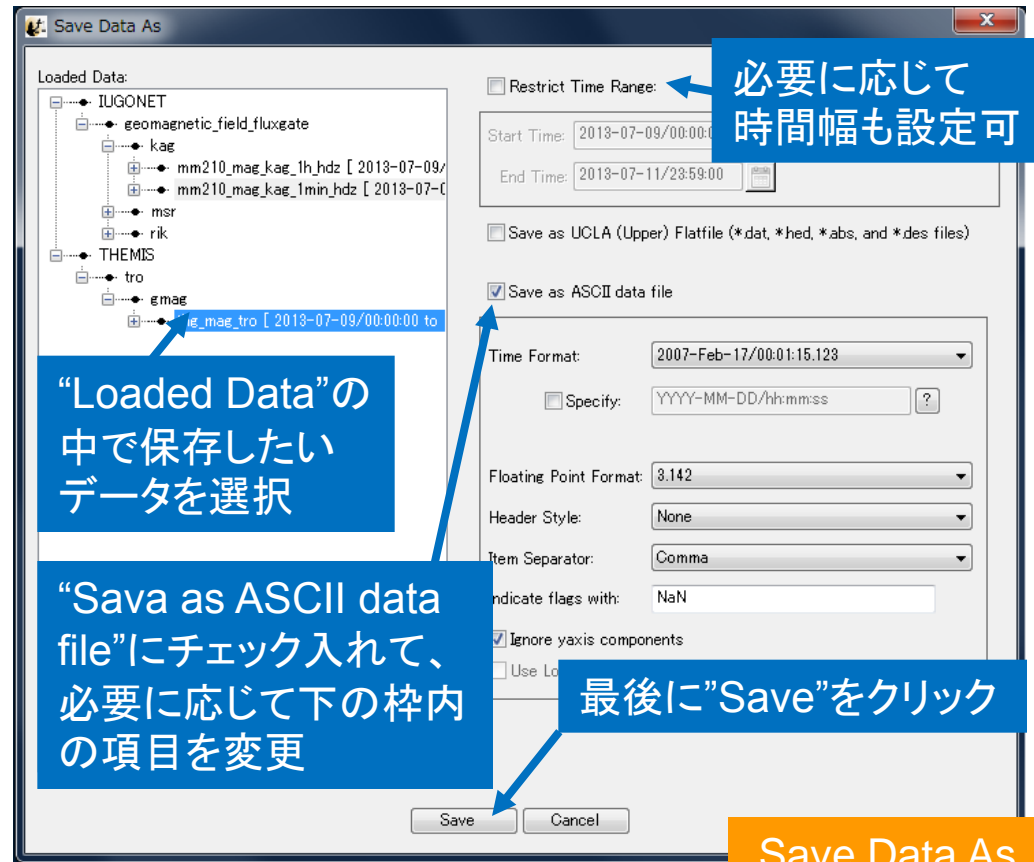 Save Data As
Loaded Data:
IUGONET
geomagnetic_field_fluxgate
kag
mm210_mag_kag_1h_hdz [ 2013-07-09/
mm210_mag_kag_1min_hdz [ 2013-07-0
msr
rik
THEMIS
tro
gmag
_mag_tro [ 2013-07-09/00:00:00 to
“Loaded Data”の
中で保存したい
データを選択
“Sava as ASCII data
file”にチェック入れて、
必要に応じて下の枠内
の項目を変更
Restrict Time Range:
必要に応じて
時間幅も設定可
Start Time: 2013-07-09/00:00:0
End Time: 2013-07-11/23:59:00
Save as UCLA (Upper) Flatfile (*.dat, *.hed, *.abs, and *.des files)
Save as ASCII data file
Time Format: 2007-Feb-17/00:01:15.123
Specify: YYYY-MM-DD/hh:mm:ss ?
Floating Point Format: 3.142
Header Style: None
Item Separator: Comma
ndicate flags with: NaN
Ignore yaxis components
Use Lo
最後に”Save”をクリック
Save Cancel
Save Data As